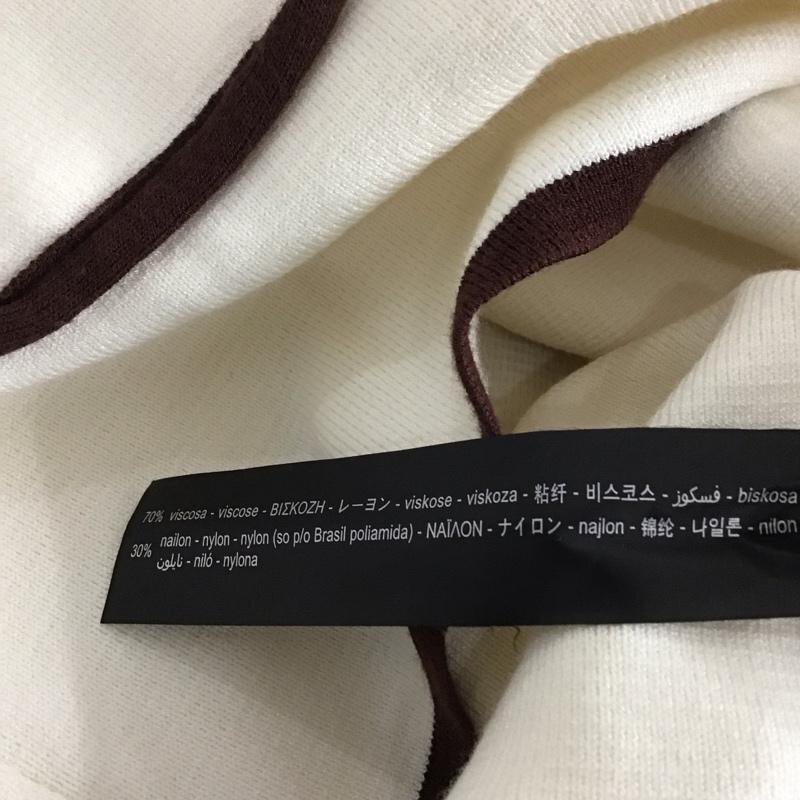 70% viscosa - viscose - ΒΙΣΚΟΖΗ - レーヨン - viskose - viskoza - 粘纤 - 비스코스 - فسكوز - biskosa
30% nailon - nylon - nylon (so p/o Brasil poliamida) - ΝΑΪΛΟΝ - ナイロン - najlon - 锦纶 - 나일론 - nilon
نايلون - niló - nylona